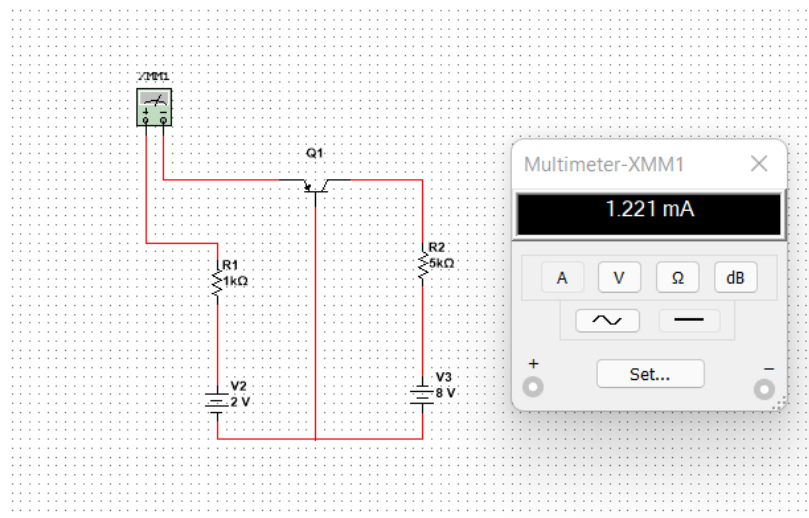 XMM1
Q1
R1
1kΩ
R2
5kΩ
V2
2 V
V3
8 V
Multimeter-XMM1
1.221 mA
A V Ω dB
+ −
Set...